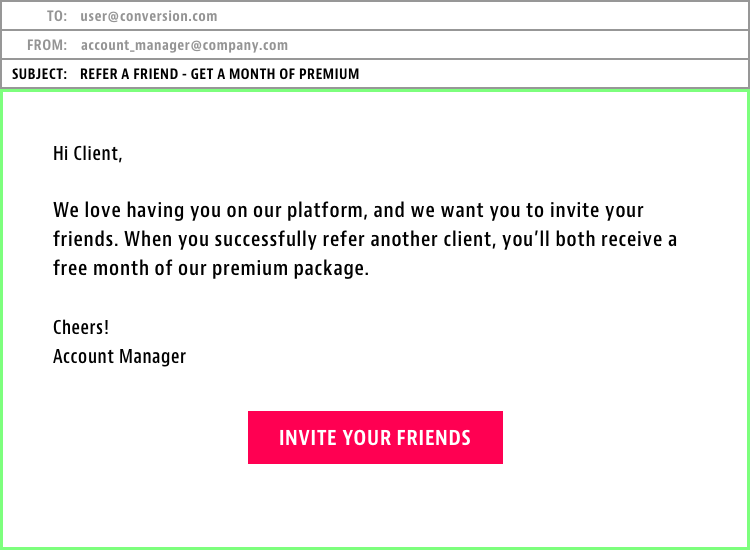 TO: user@conversion.com
FROM: account_manager@company.com
SUBJECT: REFER A FRIEND - GET A MONTH OF PREMIUM
Hi Client,
We love having you on our platform, and we want you to invite your
friends. When you successfully refer another client, you’ll both receive a
free month of our premium package.
Cheers!
Account Manager
INVITE YOUR FRIENDS